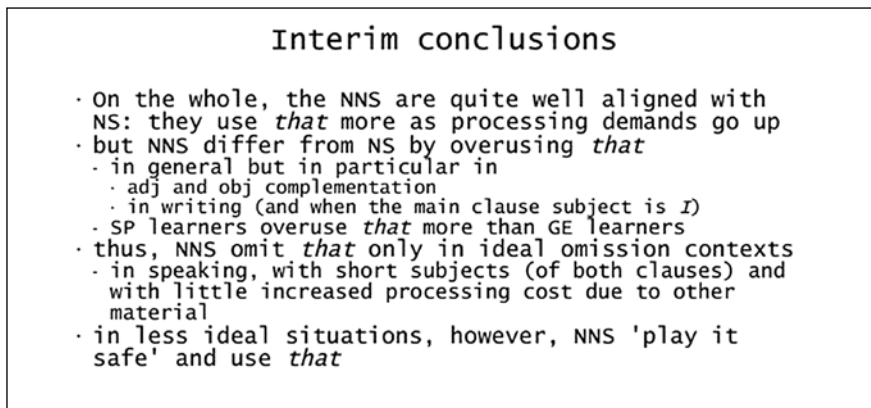 Interim conclusions
· On the whole, the NNS are quite well aligned with
NS: they use that more as processing demands go up
· but NNS differ from NS by overusing that
- in general but in particular in
· adj and obj complementation
· in writing (and when the main clause subject is I)
- SP learners overuse that more than GE learners
· thus, NNS omit that only in ideal omission contexts
- in speaking, with short subjects (of both clauses) and
with little increased processing cost due to other
material
· in less ideal situations, however, NNS 'play it
safe' and use that